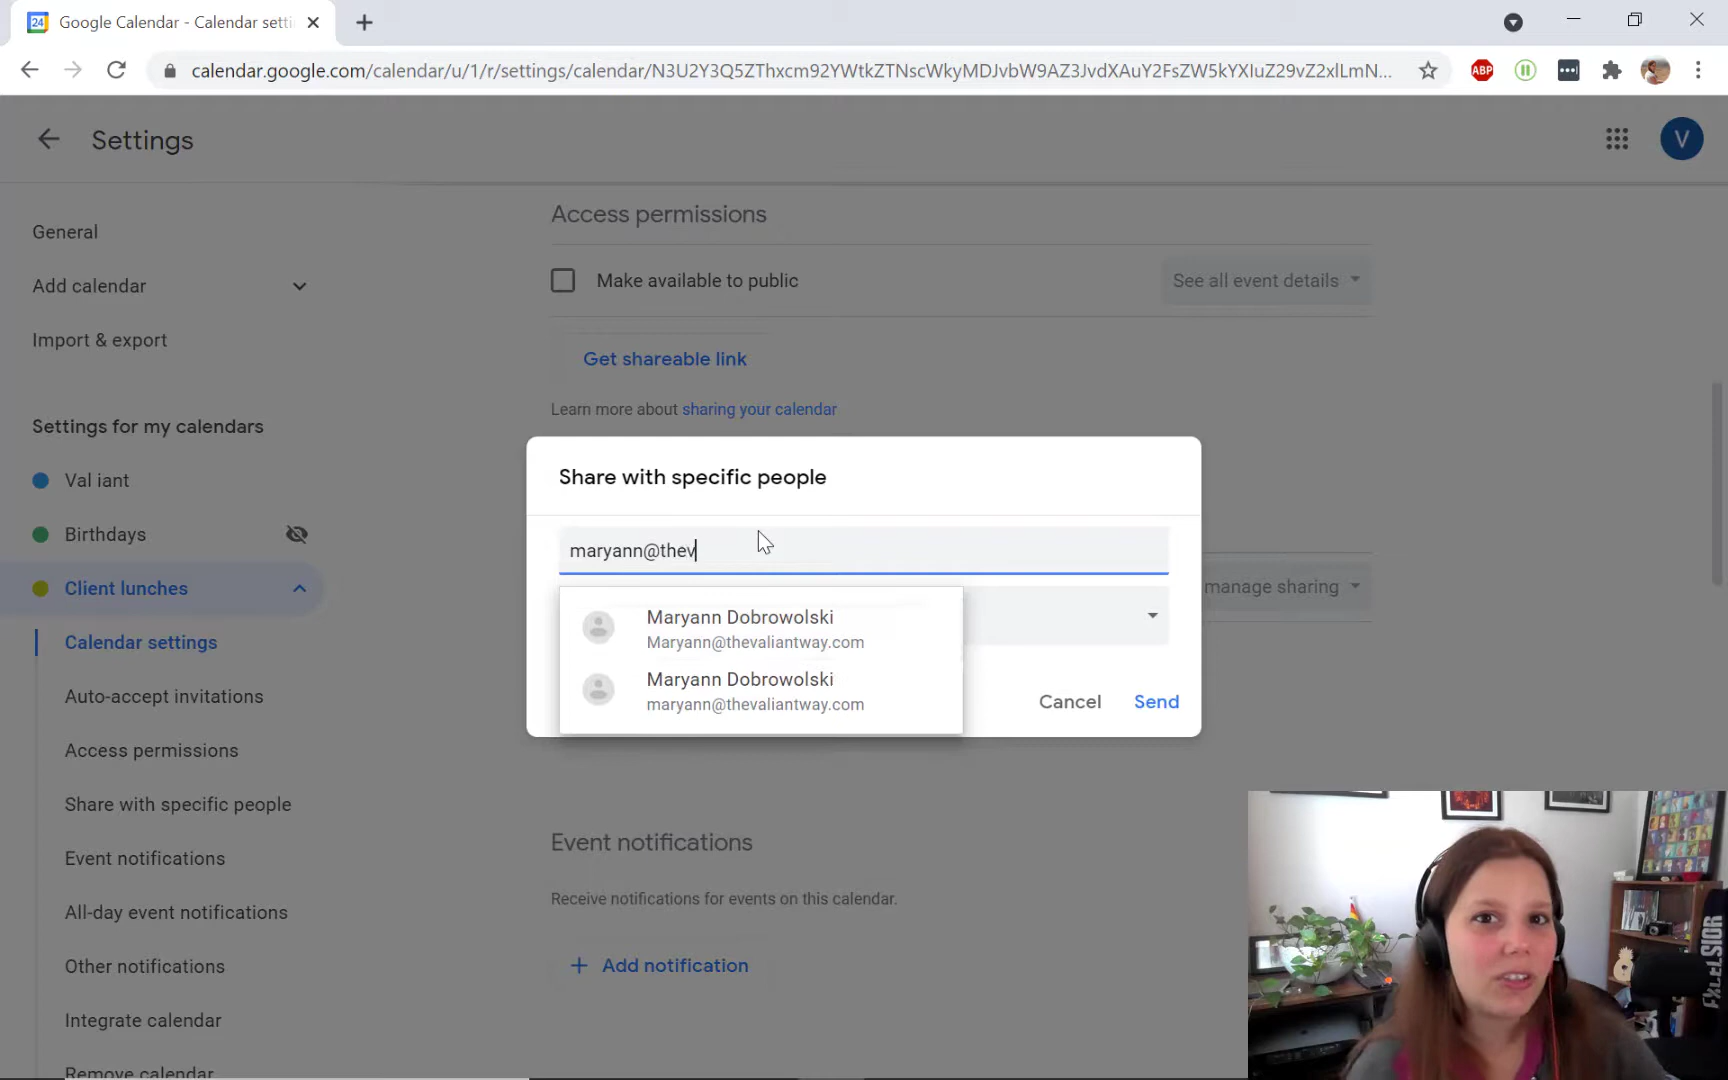 24
Google Calendar - Calendar setti
calendar.google.com/calendar/u/1/r/settings/calendar/N3U2Y3Q5ZThxcm92YWtkZTNscWkyMDJvbW9AZ3JvdXAuY2FsZW5kYXIuZ29vZ2xlLmN...
ABP
Settings
V
General
Add calendar
Import & export
Settings for my calendars
Val iant
Birthdays
Client lunches
Calendar settings
Auto-accept invitations
Access permissions
Share with specific people
Event notifications
All-day event notifications
Other notifications
Integrate calendar
Remove calendar
Access permissions
Make available to public
See all event details
Get shareable link
Learn more about sharing your calendar
manage sharing
Share with specific people
maryann@thev
Maryann Dobrowolski
Maryann@thevaliantway.com
Maryann Dobrowolski
maryann@thevaliantway.com
Cancel
Send
Event notifications
Receive notifications for events on this calendar.
+ Add notification
EXCELSIOR